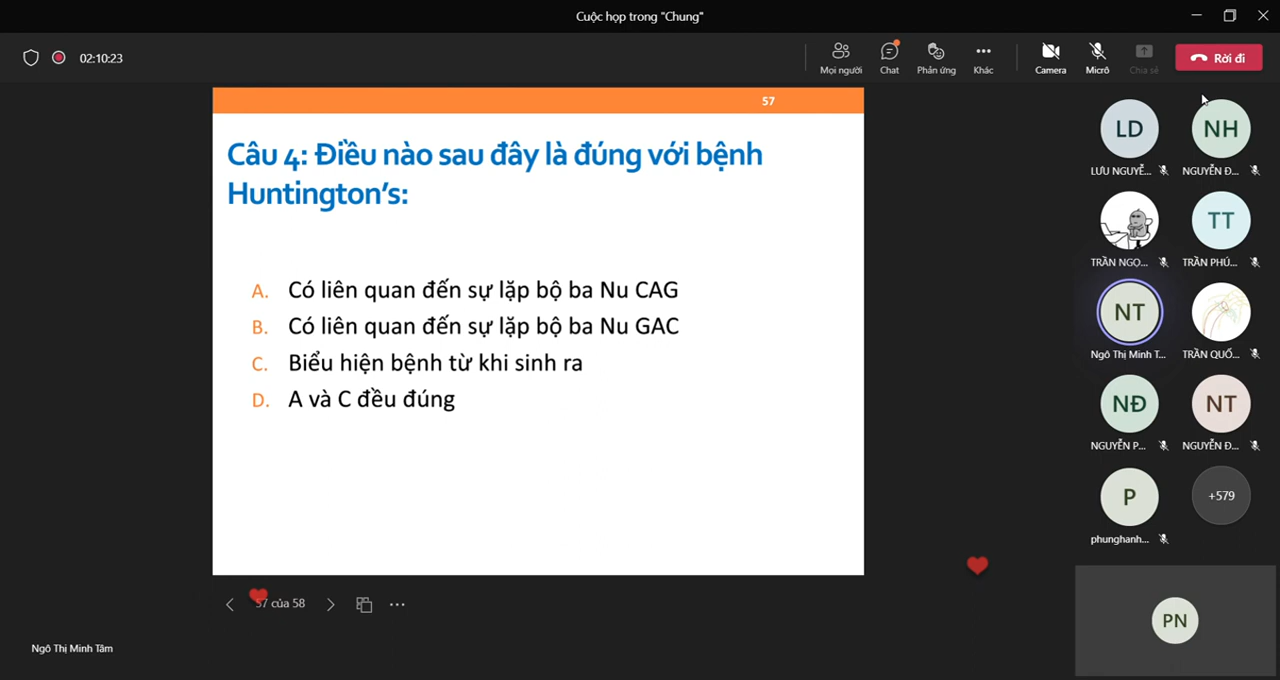 Cuộc họp trong "Chung"
02:10:23
Mọi người
Chat
Phản ứng
Khác
Camera
Micrô
Chia sẻ
Rời đi
57
Câu 4: Điều nào sau đây là đúng với bệnh
Huntington's:
A. Có liên quan đến sự lặp bộ ba Nu CAG
B. Có liên quan đến sự lặp bộ ba Nu GAC
C. Biểu hiện bệnh từ khi sinh ra
D. A và C đều đúng
57 của 58
Ngô Thị Minh Tâm
LD
NH
LƯU NGUYỄ...
NGUYỄN Đ...
TT
TRẦN NGỌ...
TRẦN PHÚ...
NT
Ngô Thị Minh T...
TRẦN QUỐ...
NĐ
NT
NGUYỄN P...
NGUYỄN Đ...
P
+579
phunghanh...
PN